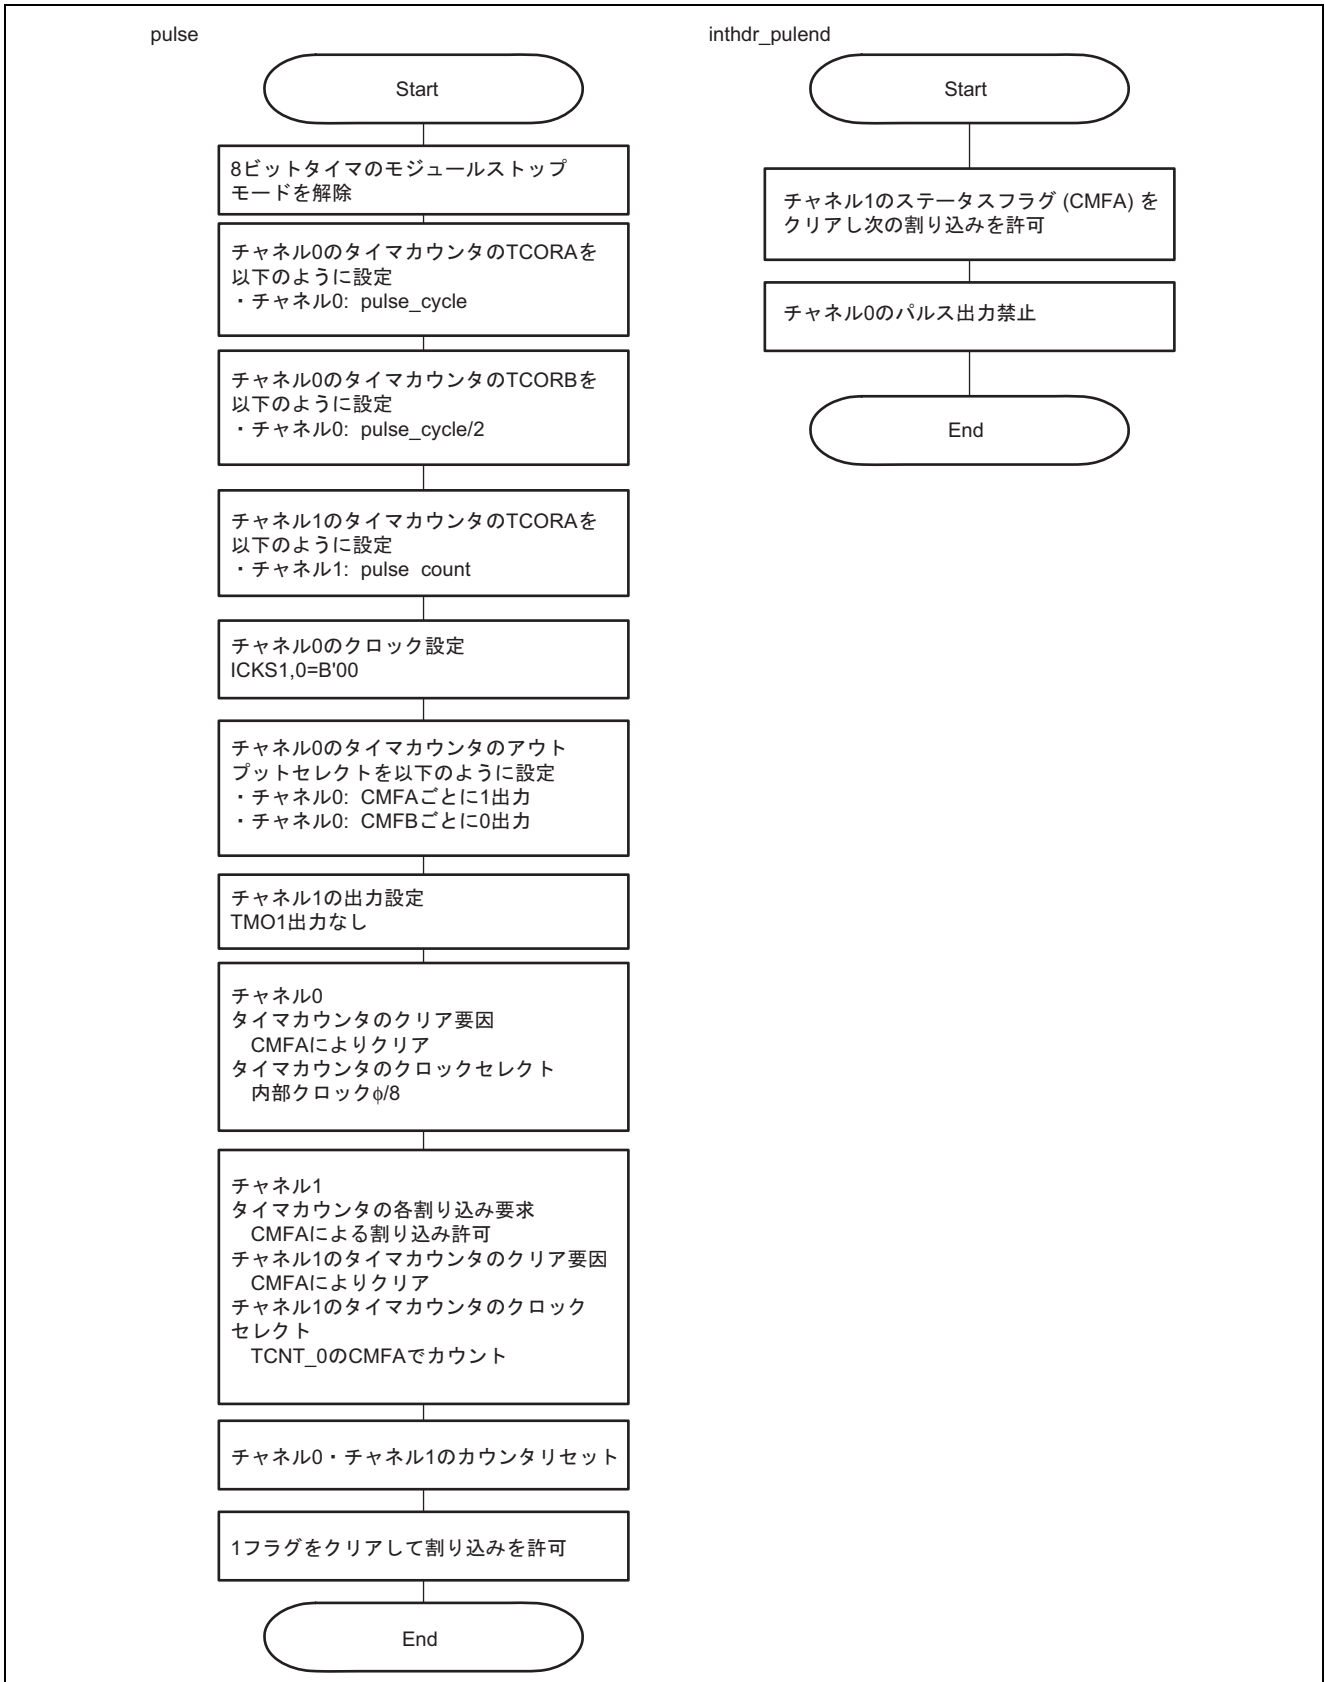 pulse
Start
8ビットタイマのモジュールストップ
モードを解除
チャネル0のタイマカウンタのTCORAを
以下のように設定
・チャネル0: pulse_cycle
チャネル0のタイマカウンタのTCORBを
以下のように設定
・チャネル0: pulse_cycle/2
チャネル1のタイマカウンタのTCORAを
以下のように設定
・チャネル1: pulse count
チャネル0のクロック設定
ICKS1,0=B'00
チャネル0のタイマカウンタのアウト
プットセレクトを以下のように設定
・チャネル0: CMFAごとに1出力
・チャネル0: CMFBごとに0出力
チャネル1の出力設定
TMO1出力なし
チャネル0
タイマカウンタのクリア要因
CMFAによりクリア
タイマカウンタのクロックセレクト
内部クロックφ/8
チャネル1
タイマカウンタの各割り込み要求
CMFAによる割り込み許可
チャネル1のタイマカウンタのクリア要因
CMFAによりクリア
チャネル1のタイマカウンタのクロック
セレクト
TCNT_0のCMFAでカウント
チャネル0・チャネル1のカウンタリセット
1フラグをクリアして割り込みを許可
End
inthdr_pulend
Start
チャネル1のステータスフラグ (CMFA) を
クリアし次の割り込みを許可
チャネル0のパルス出力禁止
End